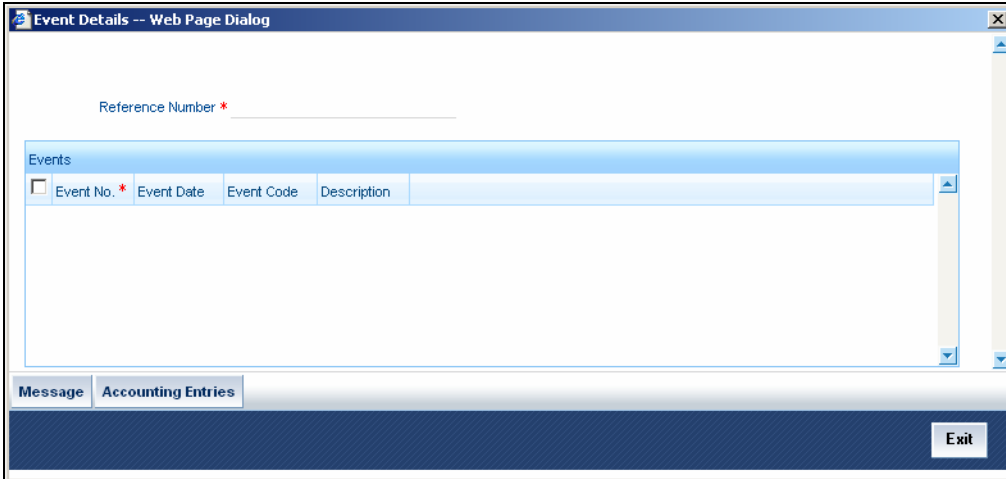 Event Details -- Web Page Dialog
Reference Number *
Events
Event No. * Event Date Event Code Description
Message Accounting Entries
Exit